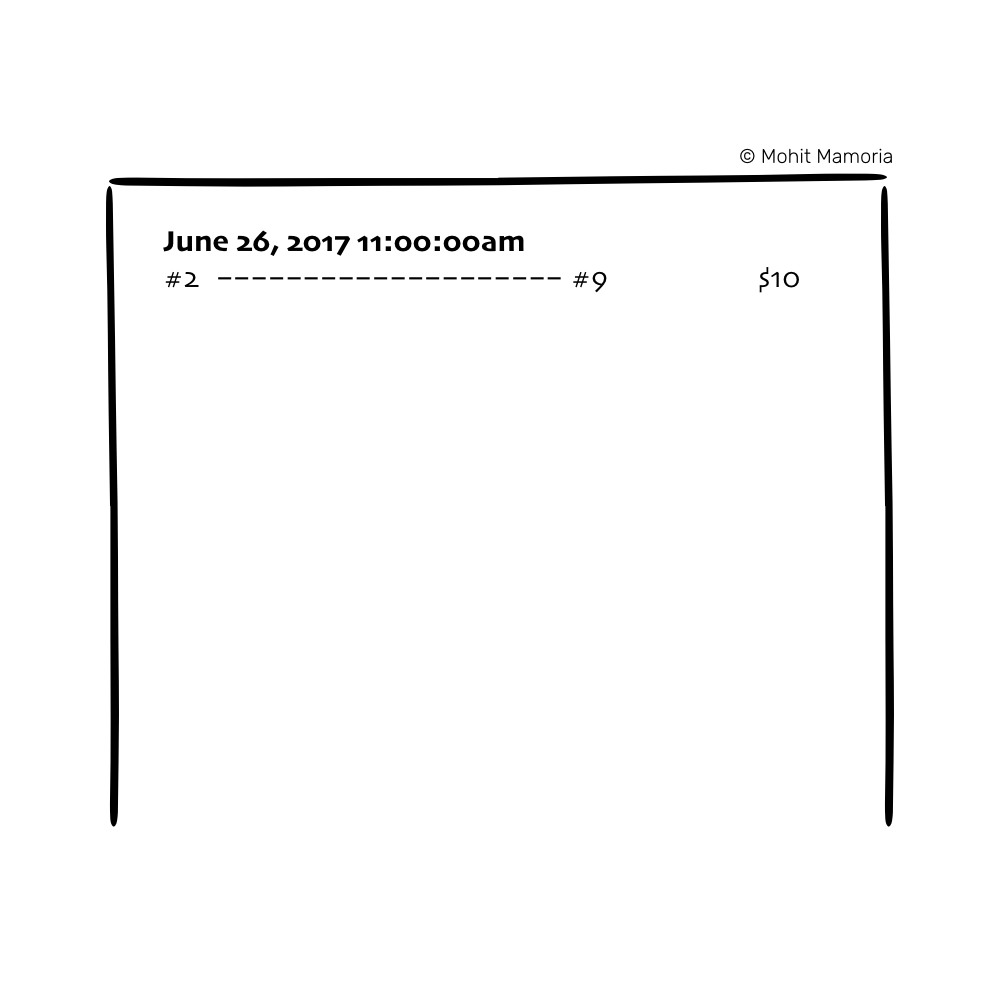 © Mohit Mamoria
June 26, 2017 11:00:00am
#2 -------------------- #9 $10